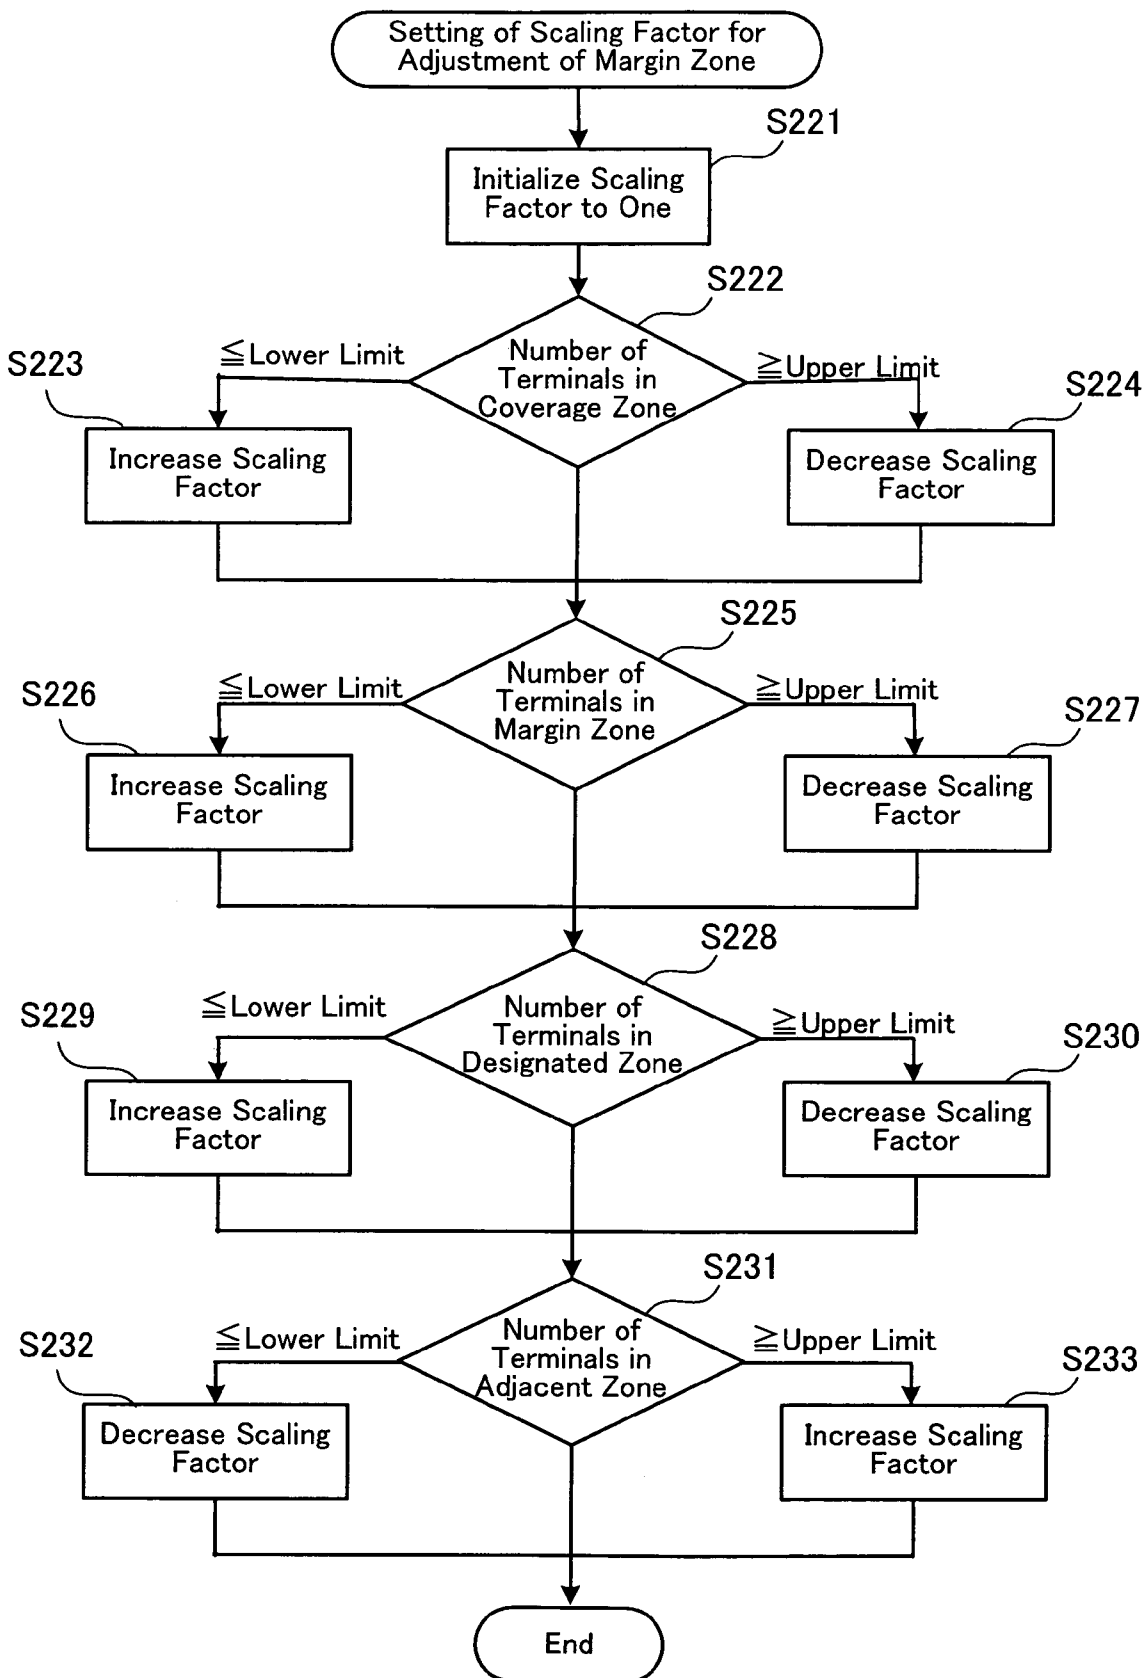 Setting of Scaling Factor for
Adjustment of Margin Zone
S221
Initialize Scaling
Factor to One
S222
Number of
Terminals in
Coverage Zone
≦Lower Limit
≧Upper Limit
S223
Increase Scaling
Factor
S224
Decrease Scaling
Factor
S225
Number of
Terminals in
Margin Zone
≦Lower Limit
≧Upper Limit
S226
Increase Scaling
Factor
S227
Decrease Scaling
Factor
S228
Number of
Terminals in
Designated Zone
≦Lower Limit
≧Upper Limit
S229
Increase Scaling
Factor
S230
Decrease Scaling
Factor
S231
Number of
Terminals in
Adjacent Zone
≦Lower Limit
≧Upper Limit
S232
Decrease Scaling
Factor
S233
Increase Scaling
Factor
End